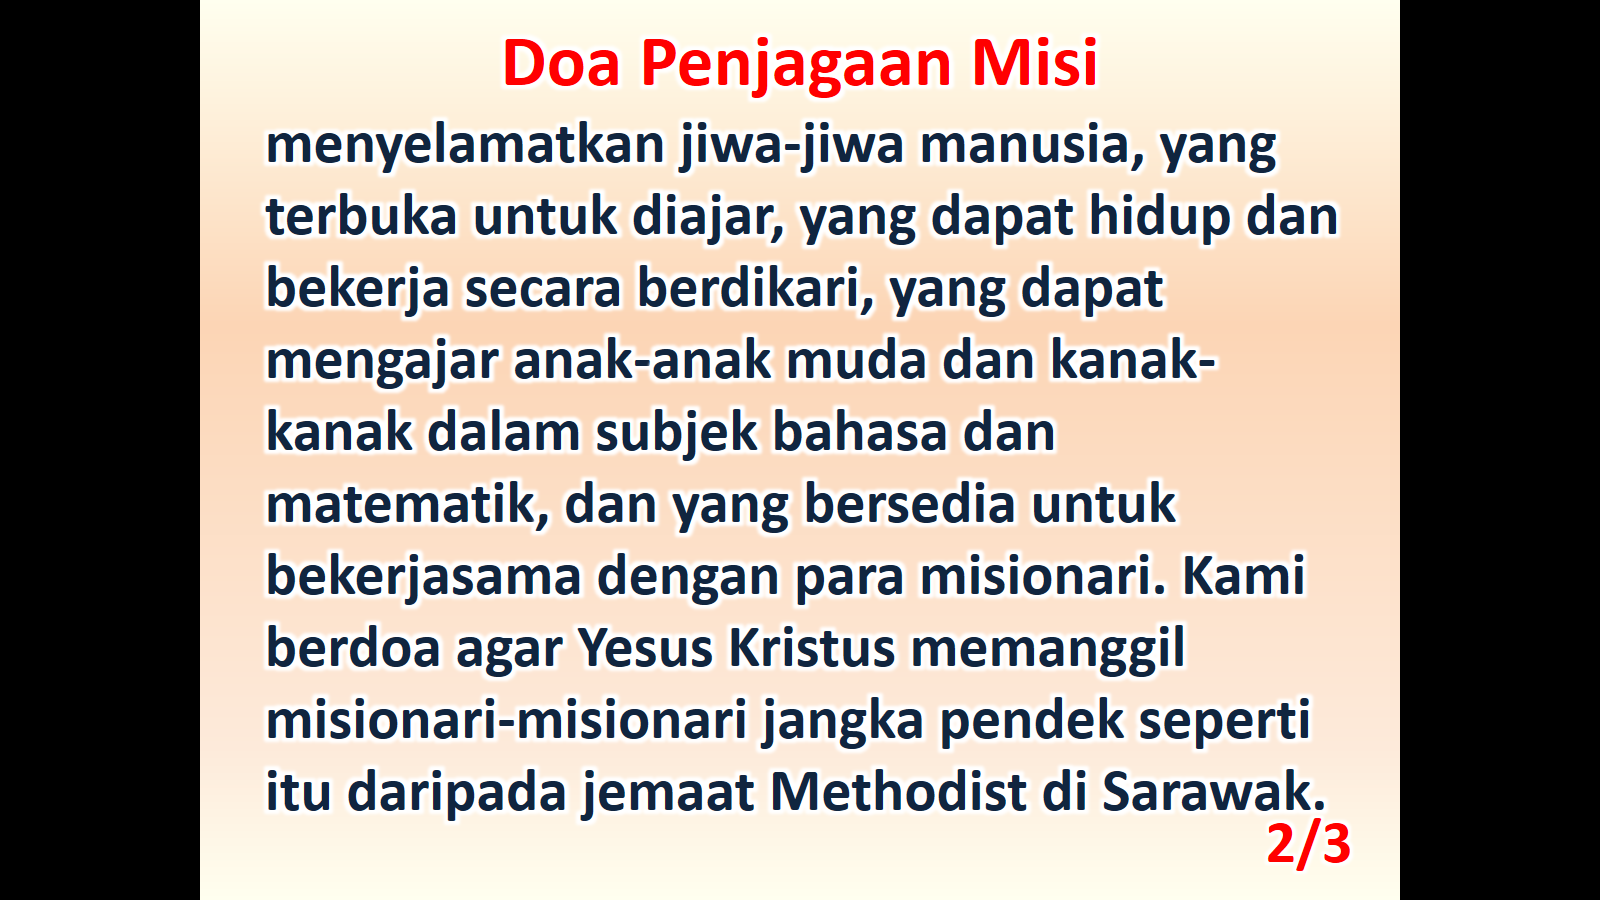 Doa Penjagaan Misi
menyelamatkan jiwa-jiwa manusia, yang
terbuka untuk diajar, yang dapat hidup dan
bekerja secara berdikari, yang dapat
mengajar anak-anak muda dan kanak-
kanak dalam subjek bahasa dan
matematik, dan yang bersedia untuk
bekerjasama dengan para misionari. Kami
berdoa agar Yesus Kristus memanggil
misionari-misionari jangka pendek seperti
itu daripada jemaat Methodist di Sarawak.
2/3